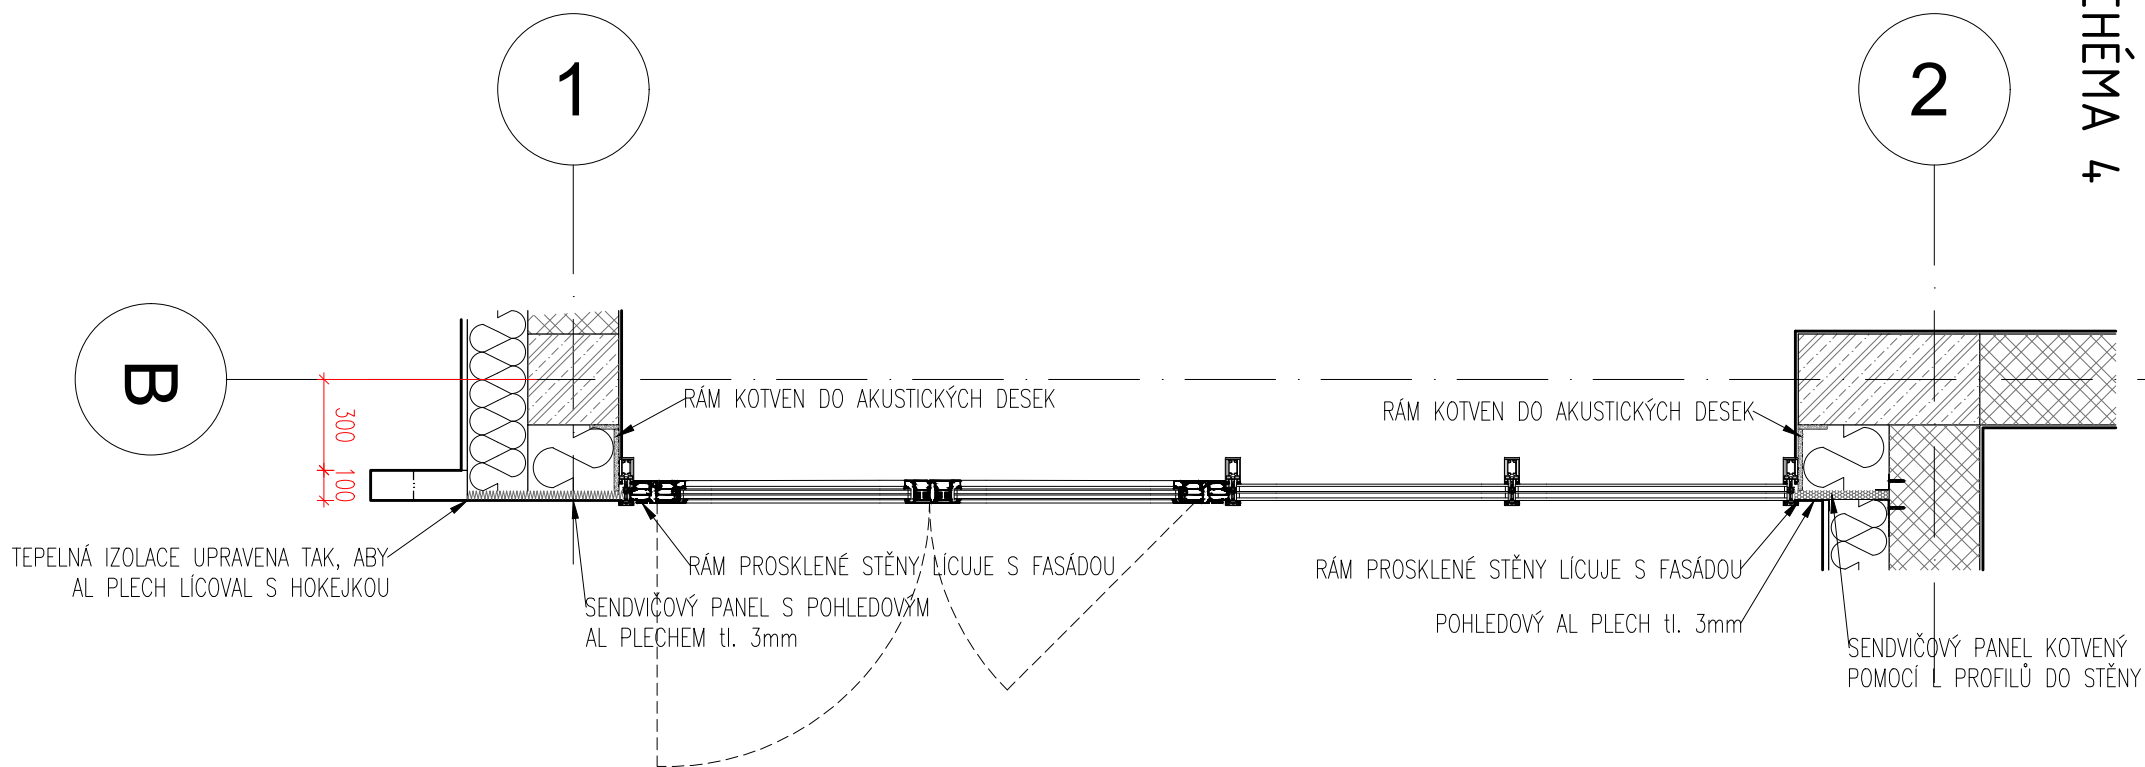 1
2
CHÉMA 4
B
300
100
RÁM KOTVEN DO AKUSTICKÝCH DESEK
RÁM KOTVEN DO AKUSTICKÝCH DESEK
TEPELNÁ IZOLACE UPRAVENA TAK, ABY
AL PLECH LÍCOVAL S HOKEJKOU
RÁM PROSKLENÉ STĚNY LÍCUJE S FASÁDOU
SENDVIČOVÝ PANEL S POHLEDOVÝM
AL PLECHEM tl. 3mm
RÁM PROSKLENÉ STĚNY LÍCUJE S FASÁDOU
POHLEDOVÝ AL PLECH tl. 3mm
SENDVIČOVÝ PANEL KOTVENÝ
POMOCÍ L PROFILŮ DO STĚNY